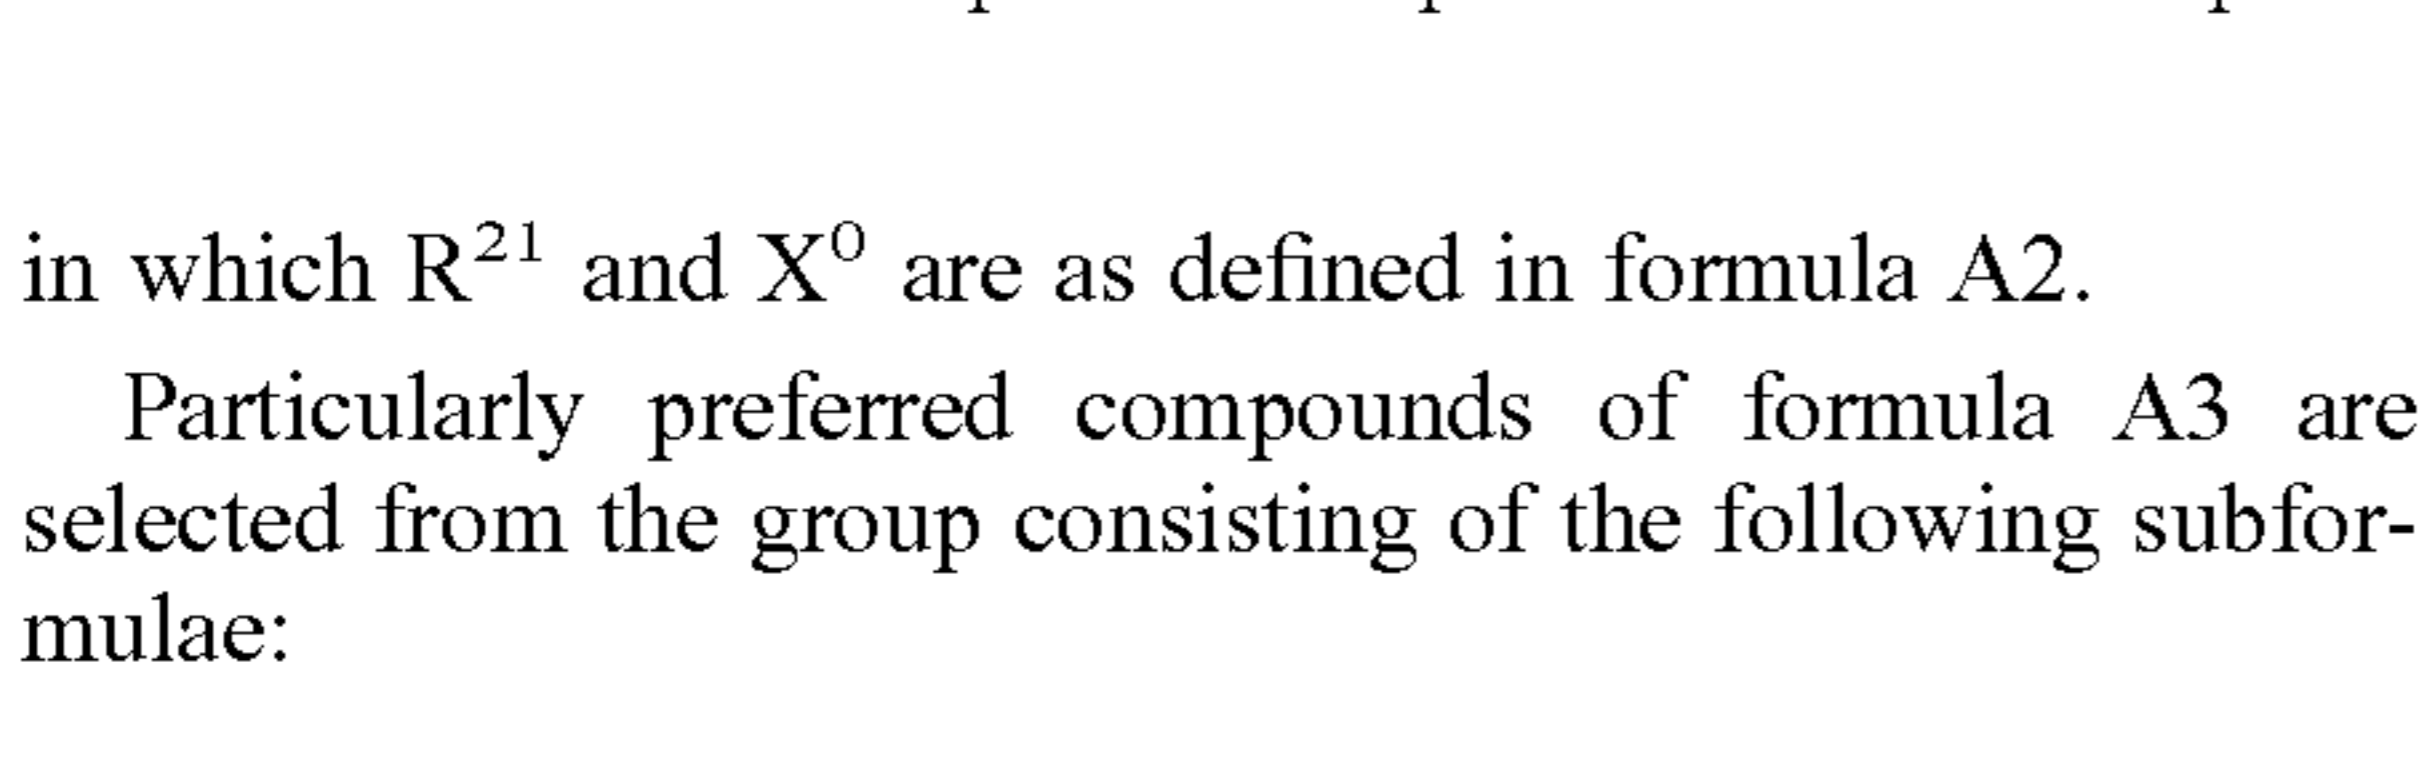 in which R²¹ and X⁰ are as defined in formula A2.
Particularly preferred compounds of formula A3 are
selected from the group consisting of the following subfor-
mulae: